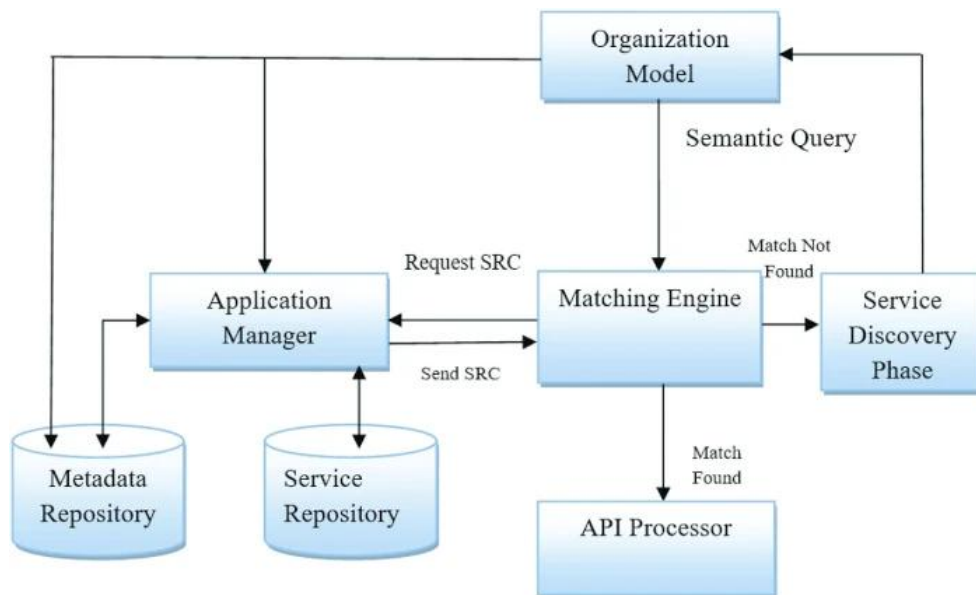 Organization
Model
Semantic Query
Match Not
Found
Request SRC
Application
Manager
Matching Engine
Service
Discovery
Phase
Send SRC
Metadada
Repository
Service
Repository
Match
Found
API Processor